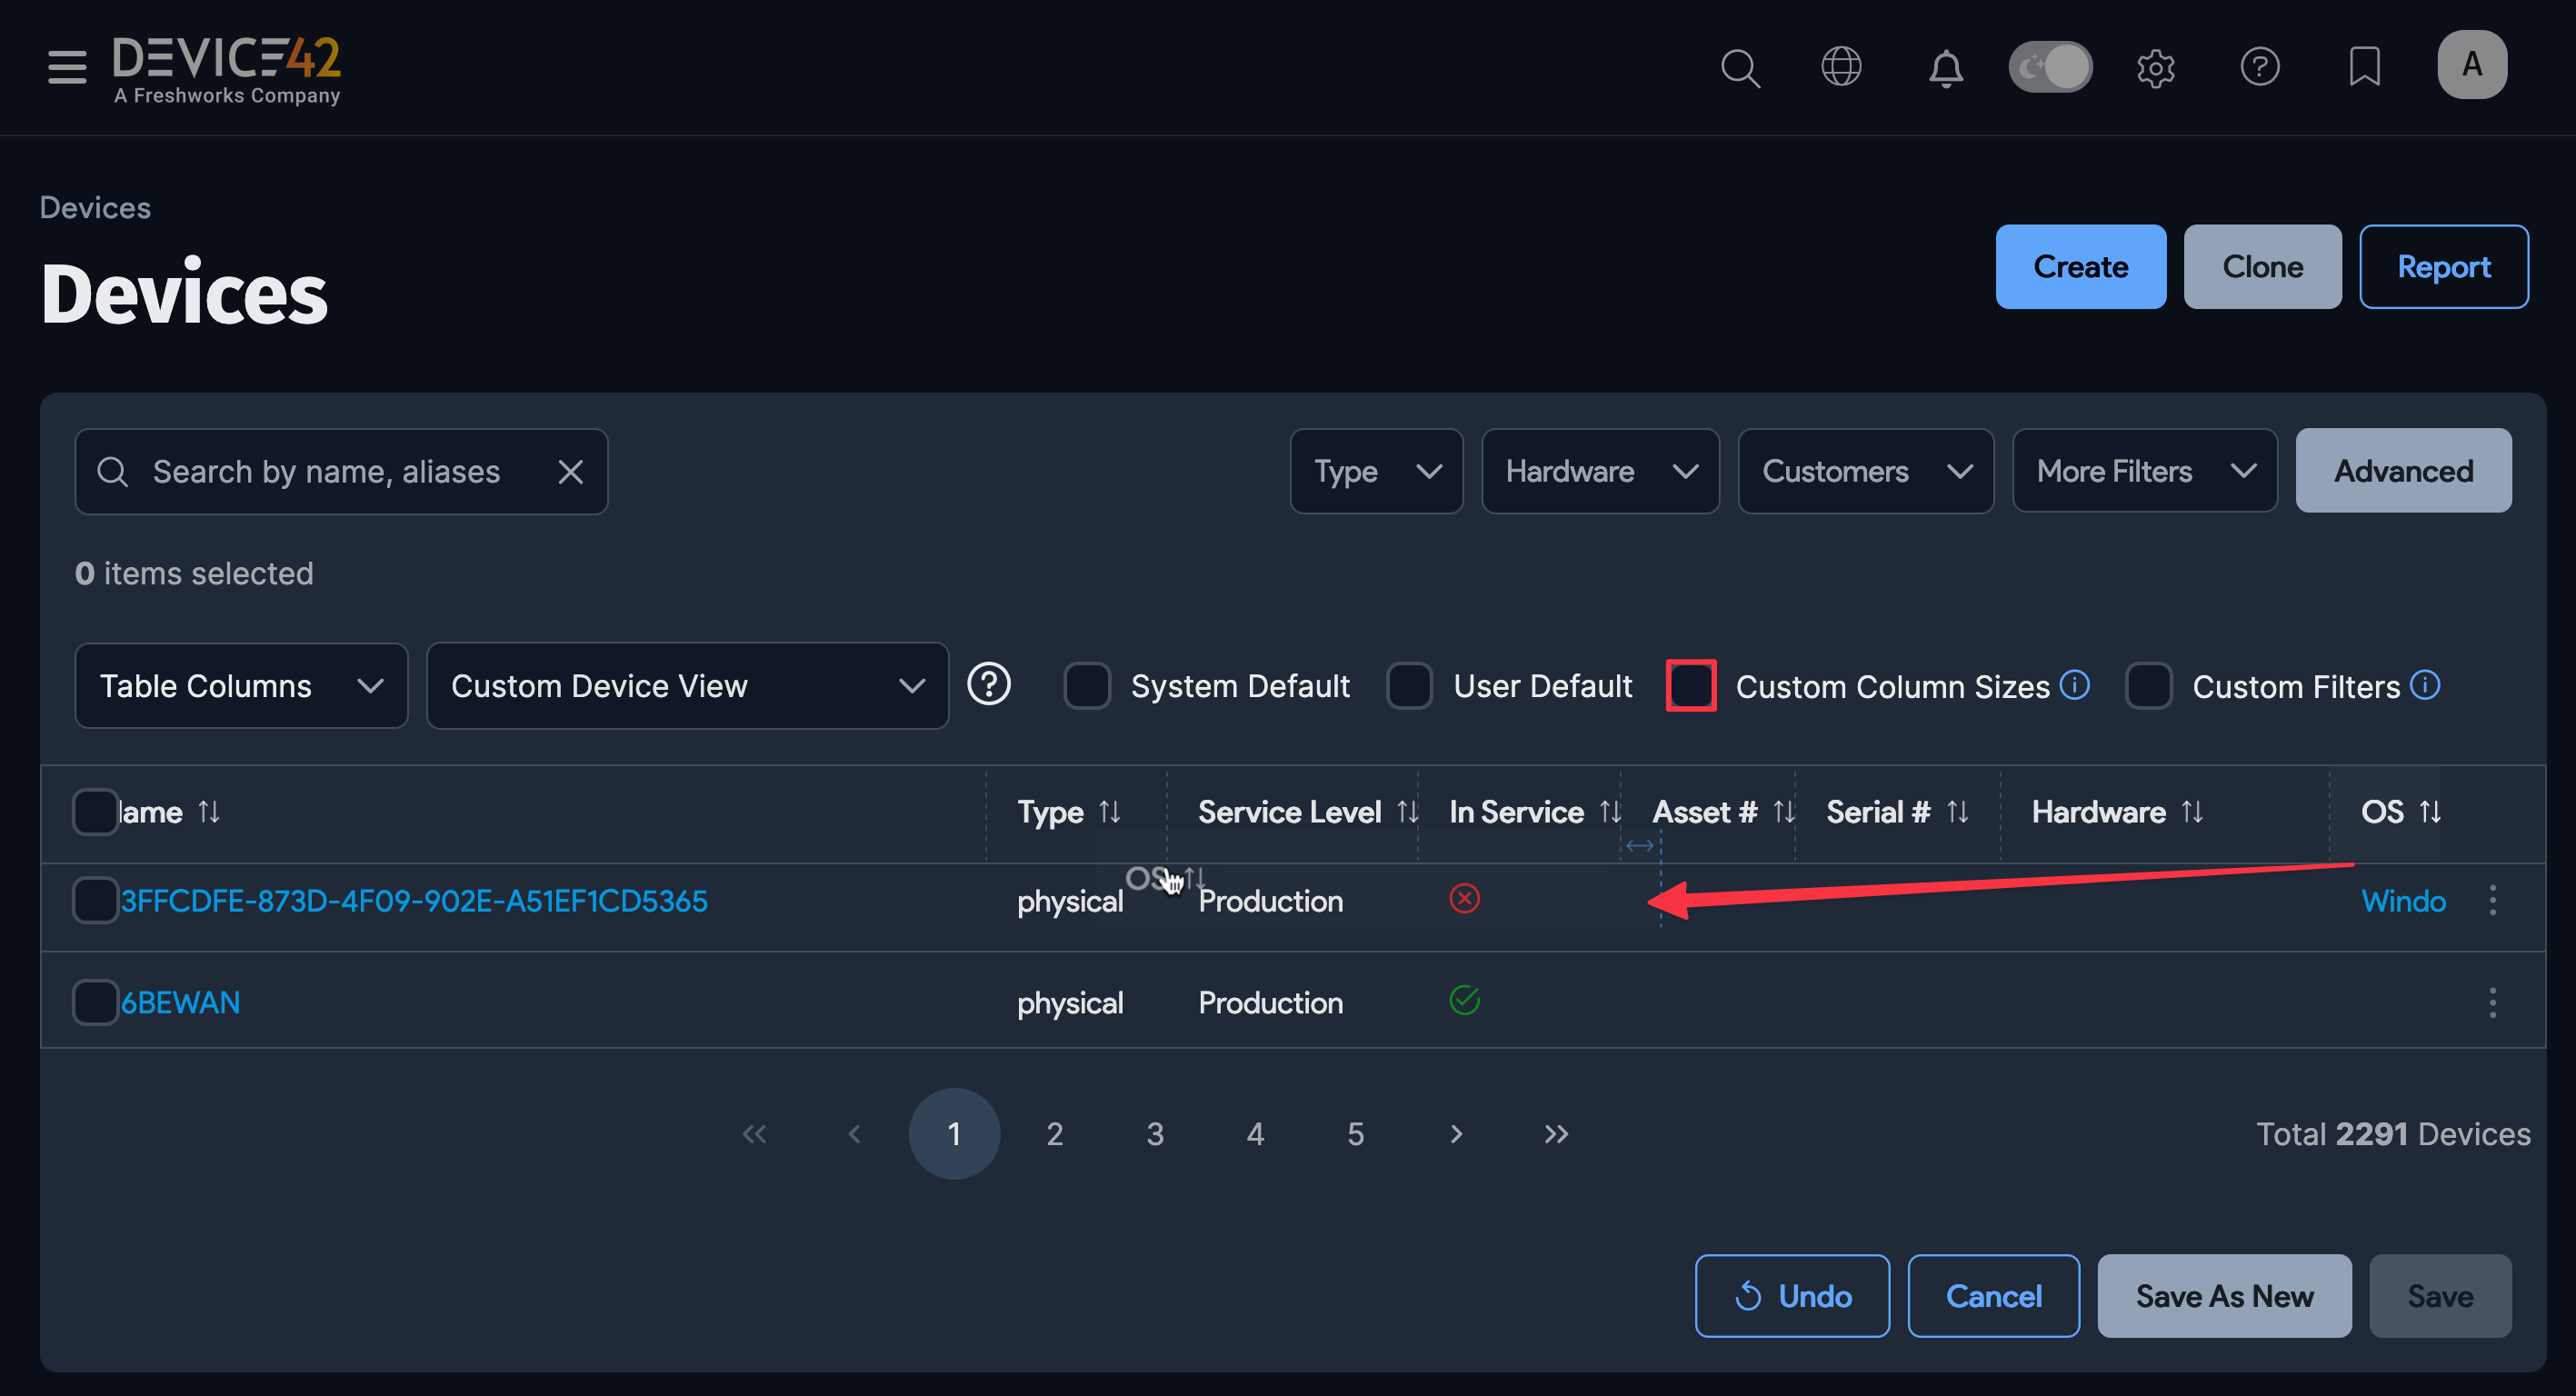 DEVICE42
A Freshworks Company
A
Devices
Devices
Create
Clone
Report
Search by name, aliases
Type
Hardware
Customers
More Filters
Advanced
0 items selected
Table Columns
Custom Device View
System Default
User Default
Custom Column Sizes
Custom Filters
ame
Type
Service Level
In Service
Asset #
Serial #
Hardware
OS
OS
3FFCDFE-873D-4F09-902E-A51EF1CD5365
physical
Production
Windo
6BEWAN
physical
Production
1
2
3
4
5
Total 2291 Devices
Undo
Cancel
Save As New
Save